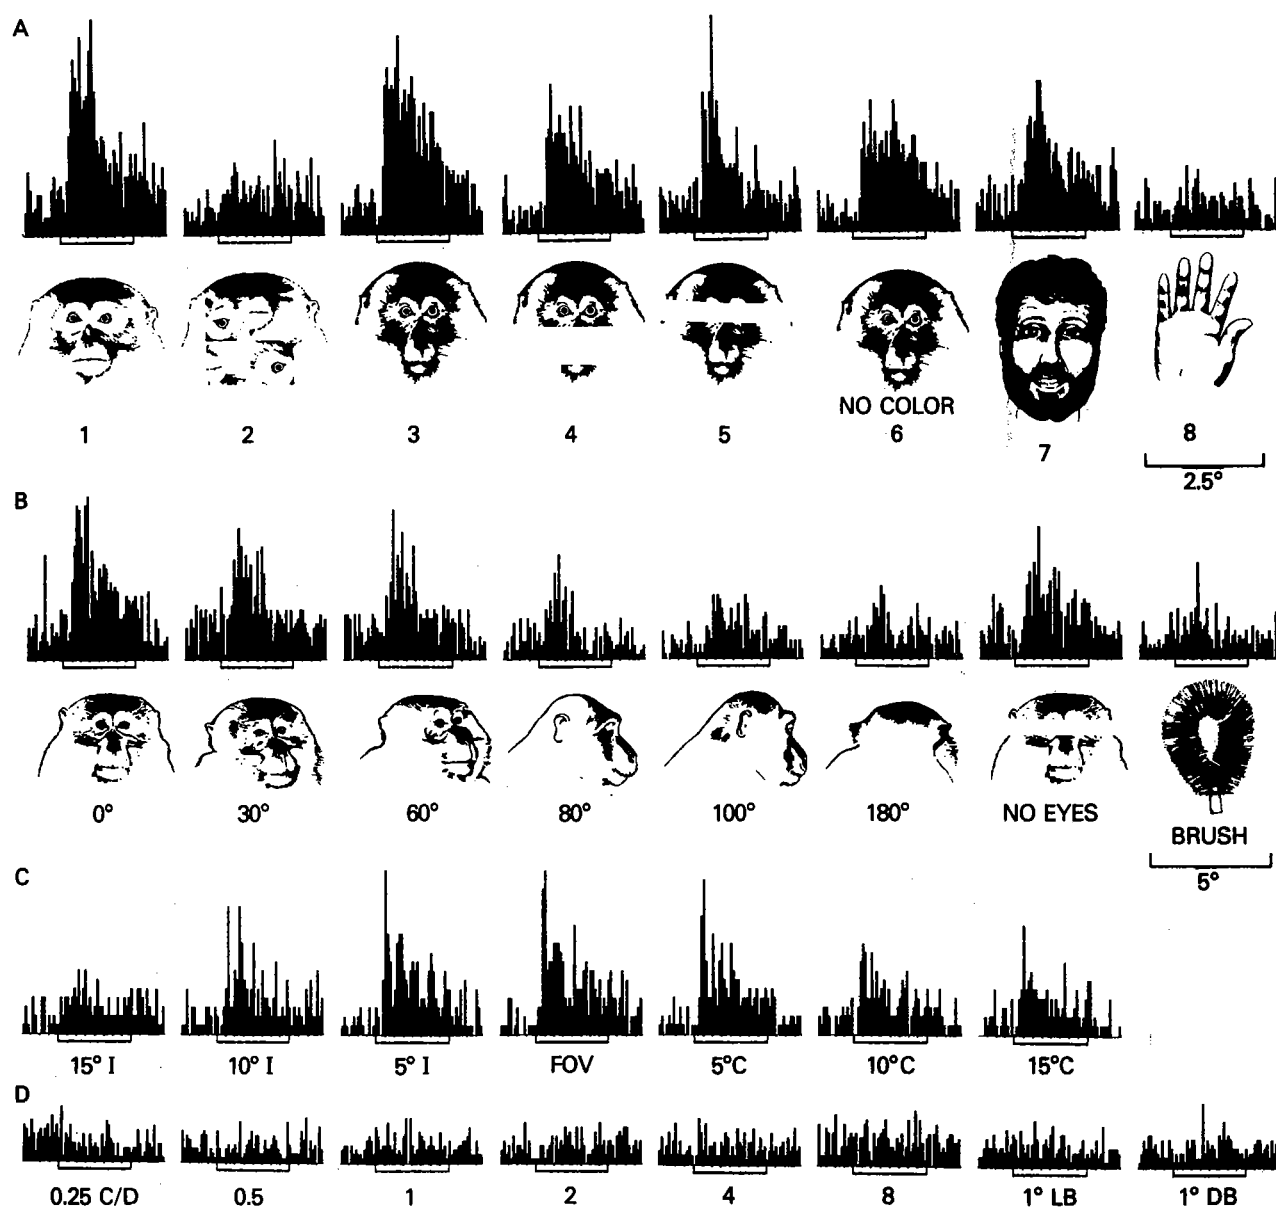 A
NO COLOR
1 2 3 4 5 6 7 8
2.5°
B
0° 30° 60° 80° 100° 180° NO EYES BRUSH
5°
C
15° I 10° I 5° I FOV 5°C 10°C 15°C
D
0.25 C/D 0.5 1 2 4 8 1° LB 1° DB